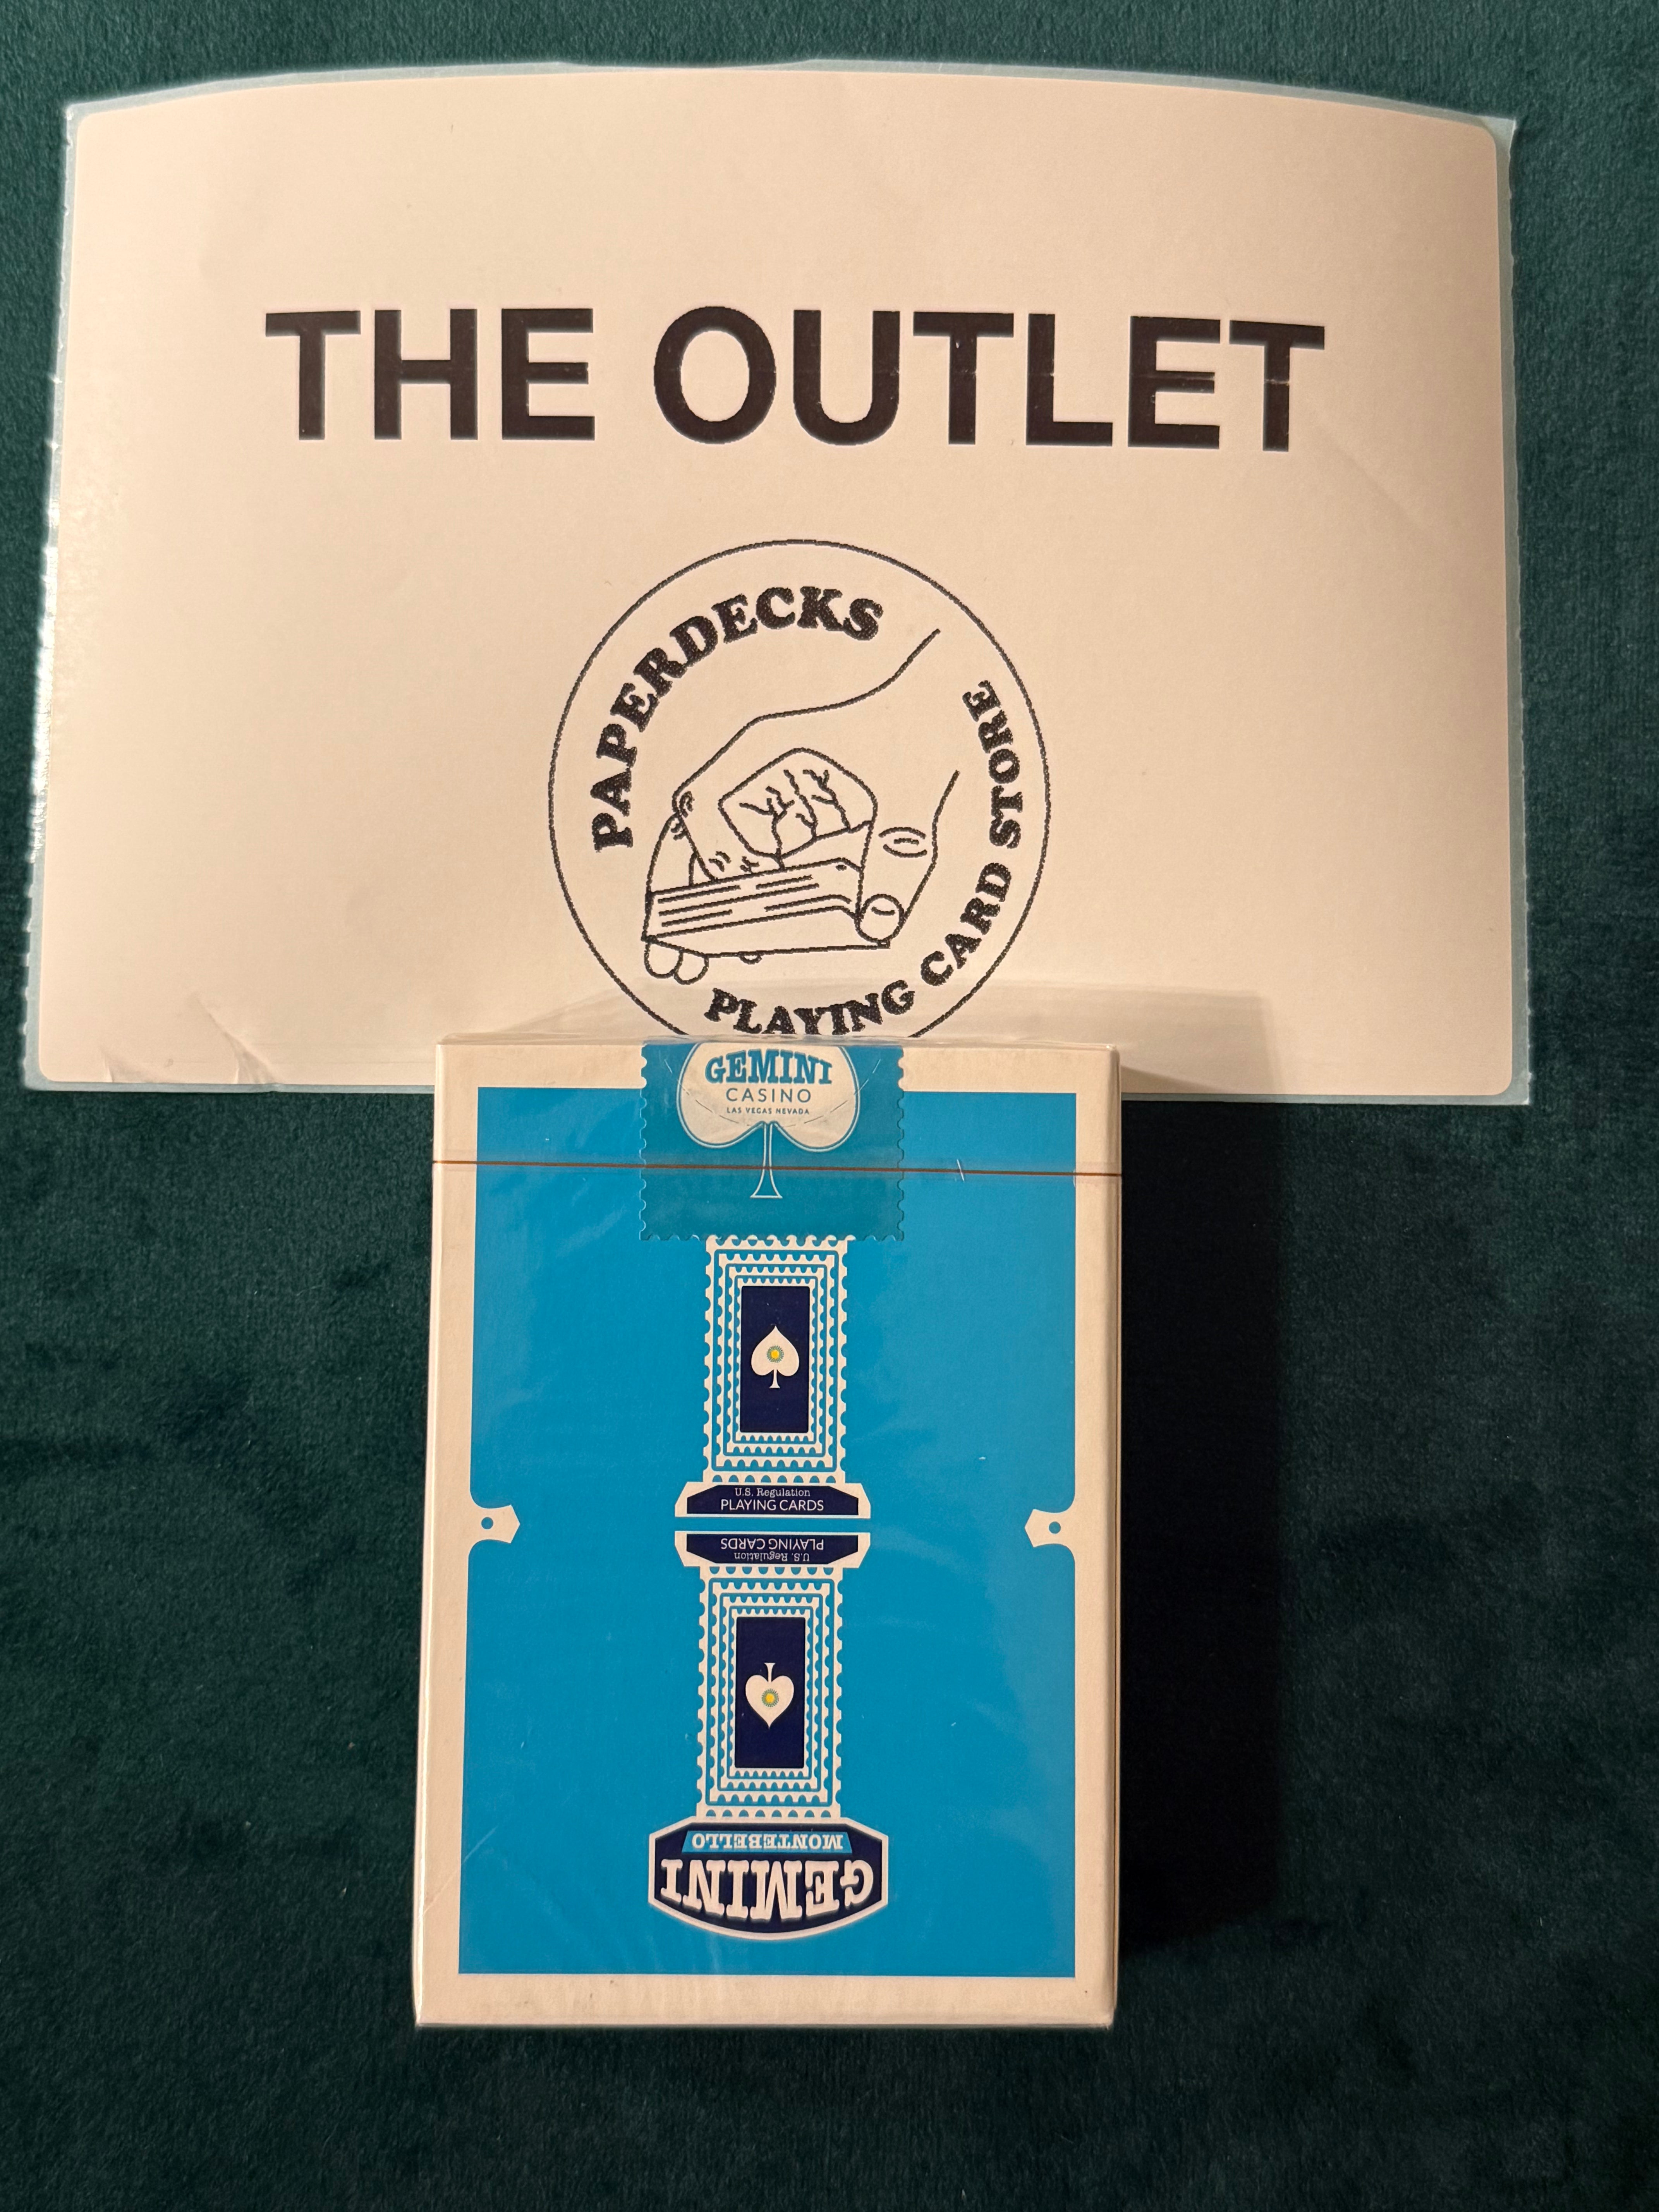 THE OUTLET
PAPERDECKS
PLAYING CARD STORE
GEMINI
CASINO
LAS VEGAS NEVADA
U.S. Regulation
PLAYING CARDS
U.S. Regulation
PLAYING CARDS
MONTEBELLO
GEMINI